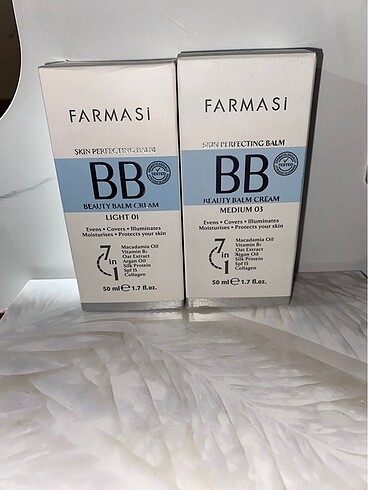 FARMASi
SKIN PERFECTING BALM
BB
BEAUTY BALM CREAM
LIGHT 01
Evens • Covers • Illuminates
Moisturises • Protects your skin
7 in 1
Macadamia Oil
Vitamin B5
Oat Extract
Argan Oil
Silk Protein
Spf 15
Collagen
50 ml ℮ 1.7 fl.oz.
FARMASi
SKIN PERFECTING BALM
BB
TESTED
BEAUTY BALM CREAM
MEDIUM 03
Evens • Covers • Illuminates
Moisturises • Protects your skin
7 in 1
Macadamia Oil
Vitamin B5
Oat Extract
Argan Oil
Silk Protein
Spf 15
Collagen
50 ml ℮ 1.7 fl.oz.